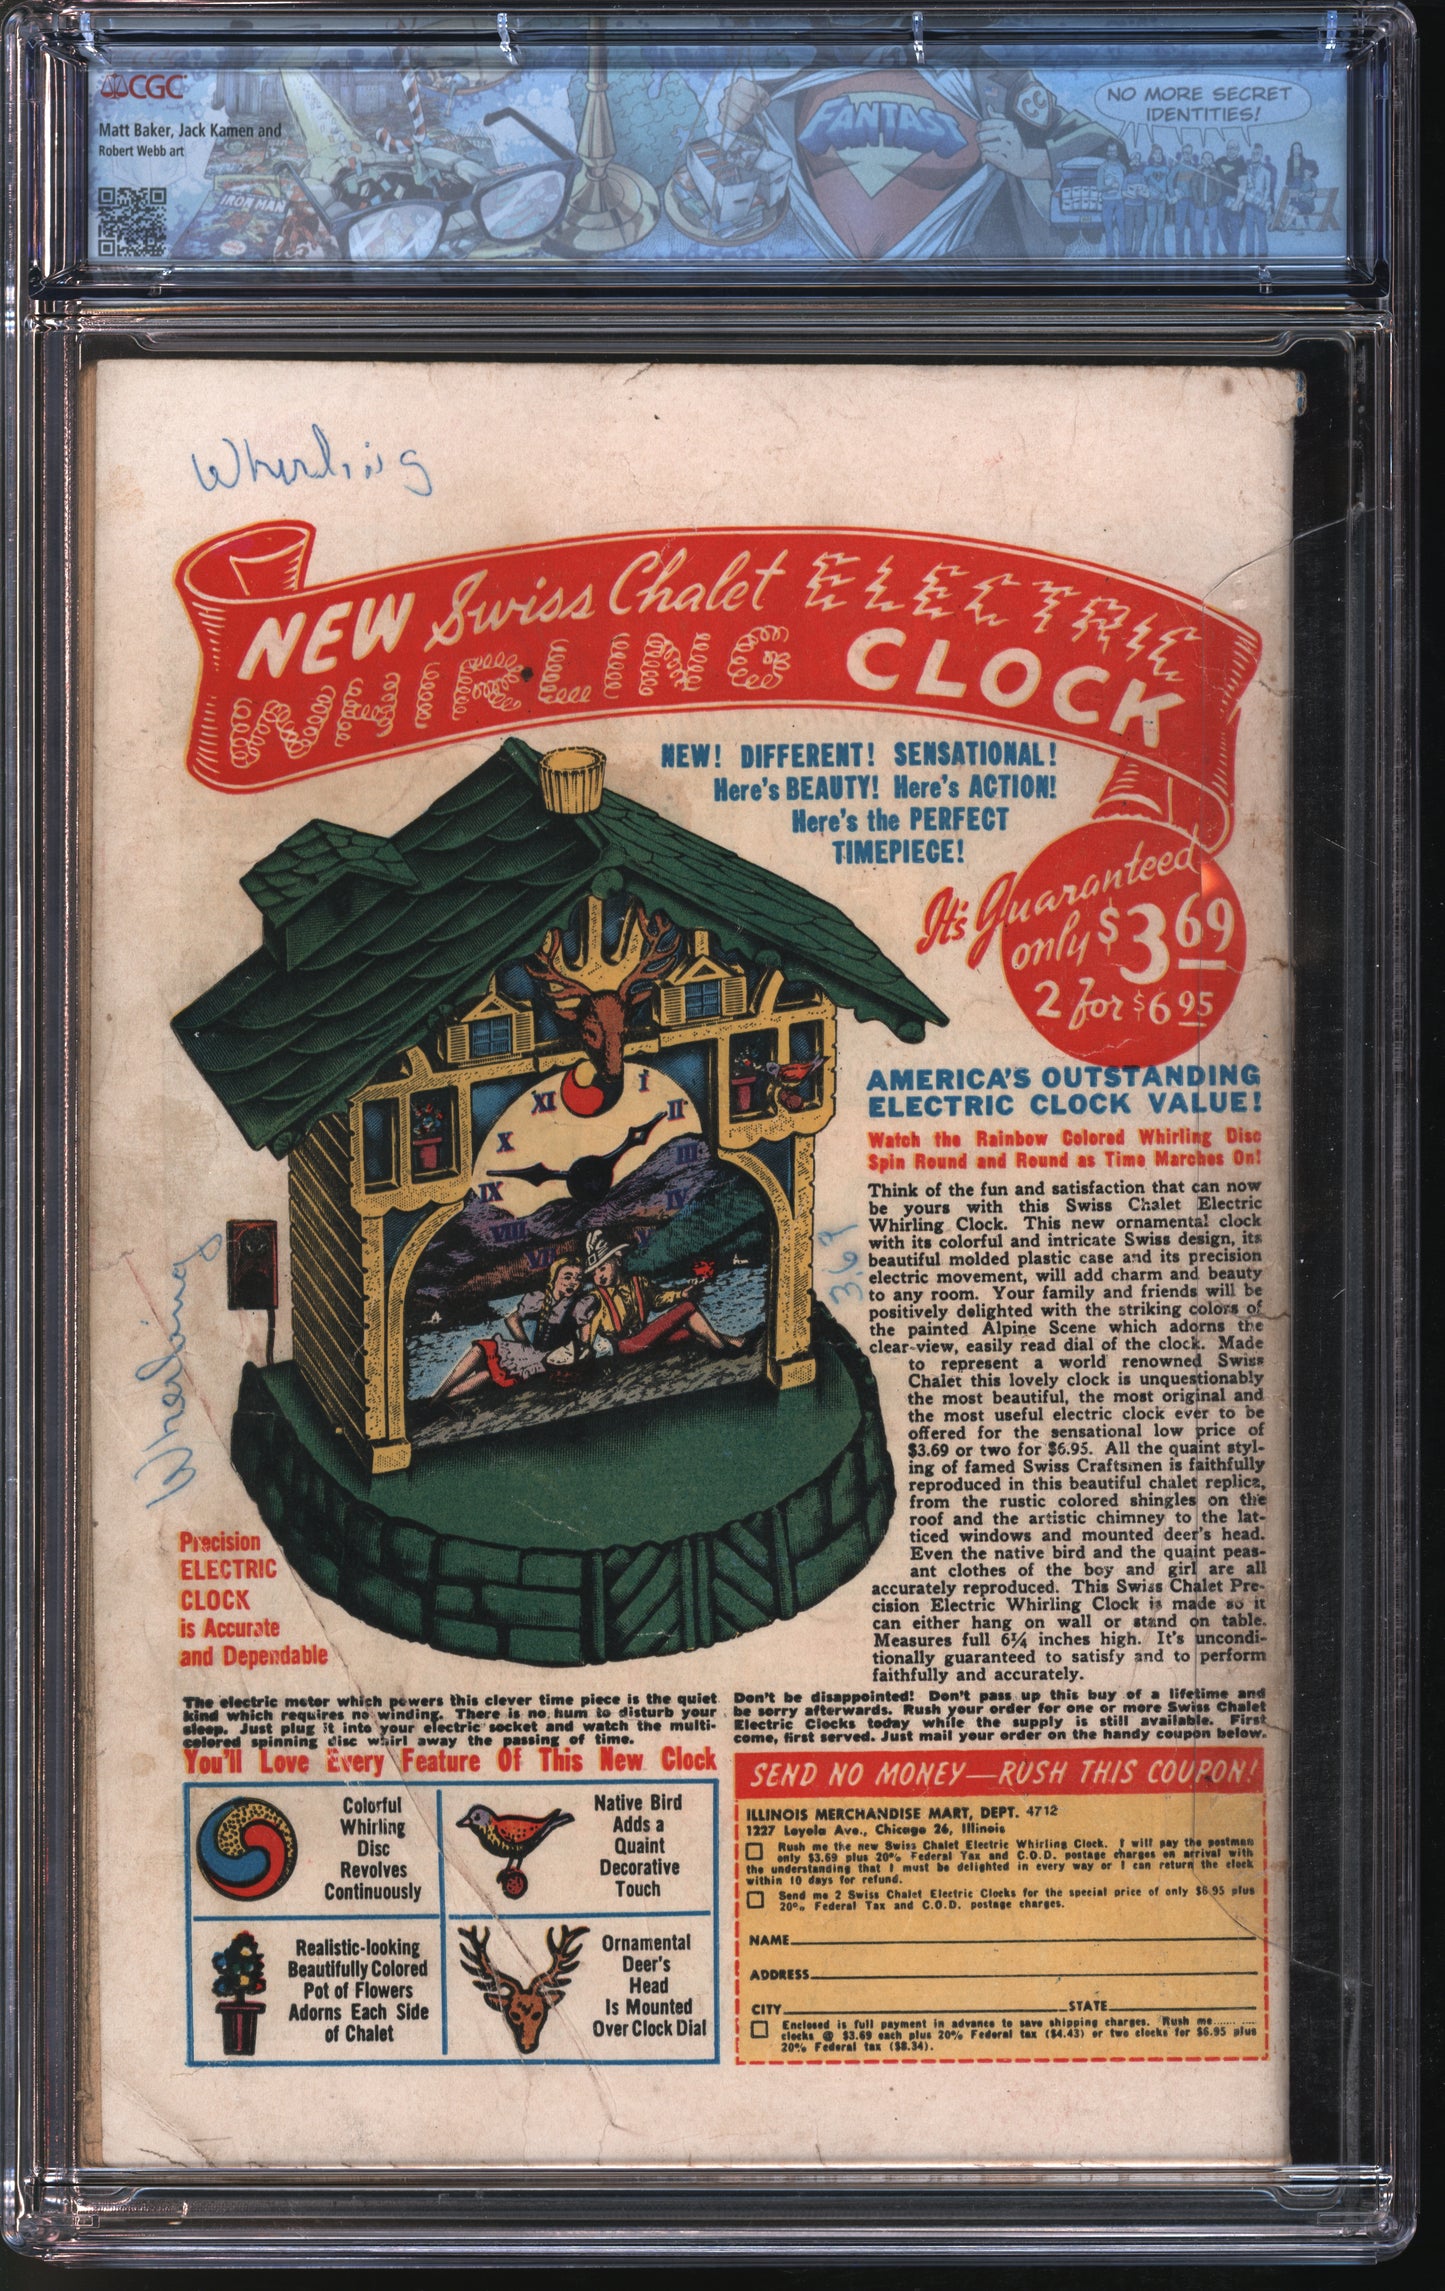 CGC
Matt Baker, Jack Kamen and
Robert Webb art
IRON MAN
FANTAST
NO MORE SECRET
IDENTITIES!
Whirling
NEW Swiss Chalet ELECTRIC
WHIRLING CLOCK
NEW! DIFFERENT! SENSATIONAL!
Here's BEAUTY! Here's ACTION!
Here's the PERFECT
TIMEPIECE!
It's Guaranteed
only $3 69
2 for $6 95
XI
I
X
II
III
IX
IV
VIII
V
VII
AMERICA'S OUTSTANDING
ELECTRIC CLOCK VALUE!
Watch the Rainbow Colored Whirling Disc
Spin Round and Round as Time Marches On!
Think of the fun and satisfaction that can now
be yours with this Swiss Chalet Electric
Whirling Clock. This new ornamental clock
with its colorful and intricate Swiss design, its
beautiful molded plastic case and its precision
electric movement, will add charm and beauty
to any room. Your family and friends will be
positively delighted with the striking colors of
the painted Alpine Scene which adorns the
clear-view, easily read dial of the clock. Made
to represent a world renowned Swiss
Chalet this lovely clock is unquestionably
the most beautiful, the most original and
the most useful electric clock ever to be
offered for the sensational low price of
$3.69 or two for $6.95. All the quaint styl-
ing of famed Swiss Craftsmen is faithfully
reproduced in this beautiful chalet replica,
from the rustic colored shingles on the
roof and the artistic chimney to the lat-
ticed windows and mounted deer's head.
Even the native bird and the quaint peas-
ant clothes of the boy and girl are all
accurately reproduced. This Swiss Chalet Pre-
cision Electric Whirling Clock is made so it
can either hang on wall or stand on table.
Measures full 6¼ inches high. It's uncondi-
tionally guaranteed to satisfy and to perform
faithfully and accurately.
3.69
Whirling
Precision
ELECTRIC
CLOCK
is Accurate
and Dependable
The electric motor which powers this clever time piece is the quiet
kind which requires no winding. There is no hum to disturb your
sleep. Just plug it into your electric socket and watch the multi-
colored spinning disc whirl away the passing of time.
Don't be disappointed! Don't pass up this buy of a lifetime and
be sorry afterwards. Rush your order for one or more Swiss Chalet
Electric Clocks today while the supply is still available. First
come, first served. Just mail your order on the handy coupon below.
You'll Love Every Feature Of This New Clock
Colorful
Whirling
Disc
Revolves
Continuously
Native Bird
Adds a
Quaint
Decorative
Touch
Realistic-looking
Beautifully Colored
Pot of Flowers
Adorns Each Side
of Chalet
Ornamental
Deer's
Head
Is Mounted
Over Clock Dial
SEND NO MONEY—RUSH THIS COUPON!
ILLINOIS MERCHANDISE MART, DEPT. 4712
1227 Loyola Ave., Chicago 26, Illinois
Rush me the new Swiss Chalet Electric Whirling Clock. I will pay the postman
only $3.69 plus 20% Federal Tax and C.O.D. postage charges on arrival with
the understanding that I must be delighted in every way or I can return the clock
within 10 days for refund.
Send me 2 Swiss Chalet Electric Clocks for the special price of only $6.95 plus
20% Federal Tax and C.O.D. postage charges.
NAME
ADDRESS
CITY STATE
Enclosed is full payment in advance to save shipping charges. Rush me......
clocks @ $3.69 each plus 20% Federal tax ($4.43) or two clocks for $6.95 plus
20% Federal tax ($8.34).